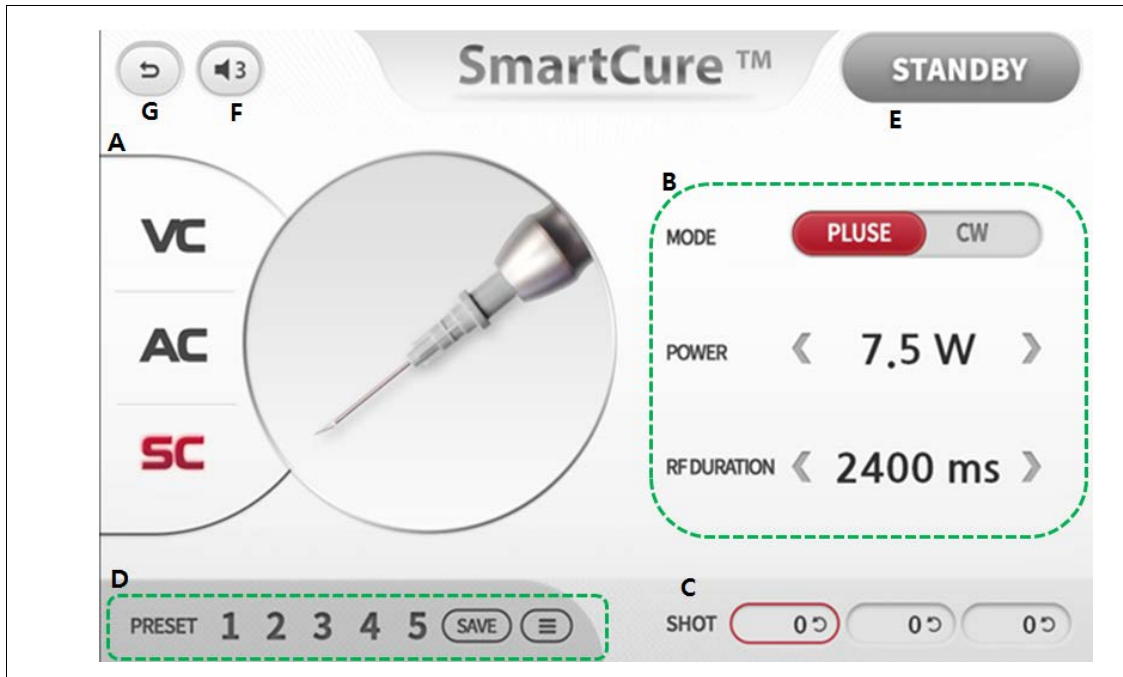 3
SmartCure ™
STANDBY
G
F
E
A
B
VC
AC
SC
MODE PLUSE CW
POWER 7.5 W
RF DURATION 2400 ms
D
C
PRESET 1 2 3 4 5 SAVE
SHOT 0 0 0